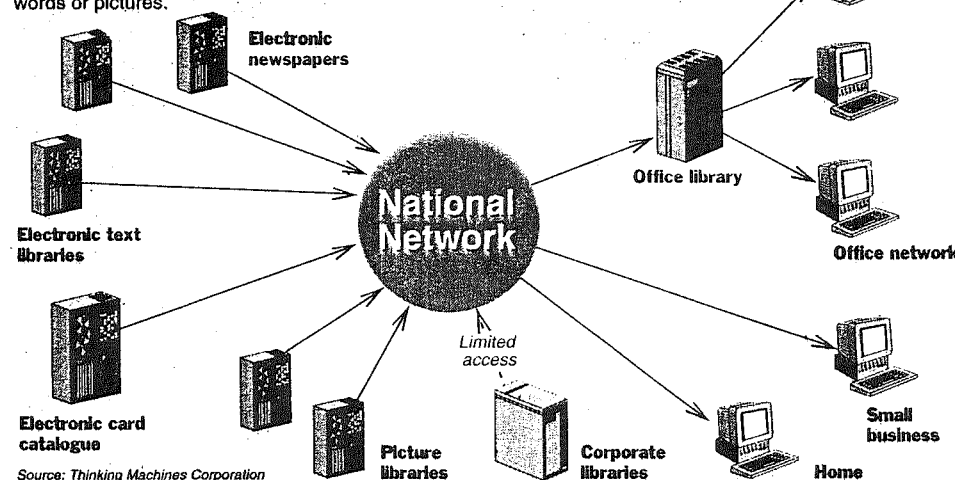 words or pictures.
Electronic
newspapers
National
Network
Office library
Electronic text
libraries
Office network
Limited
access
Small
business
Electronic card
catalogue
Picture
libraries
Corporate
libraries
Home
Source: Thinking Machines Corporation